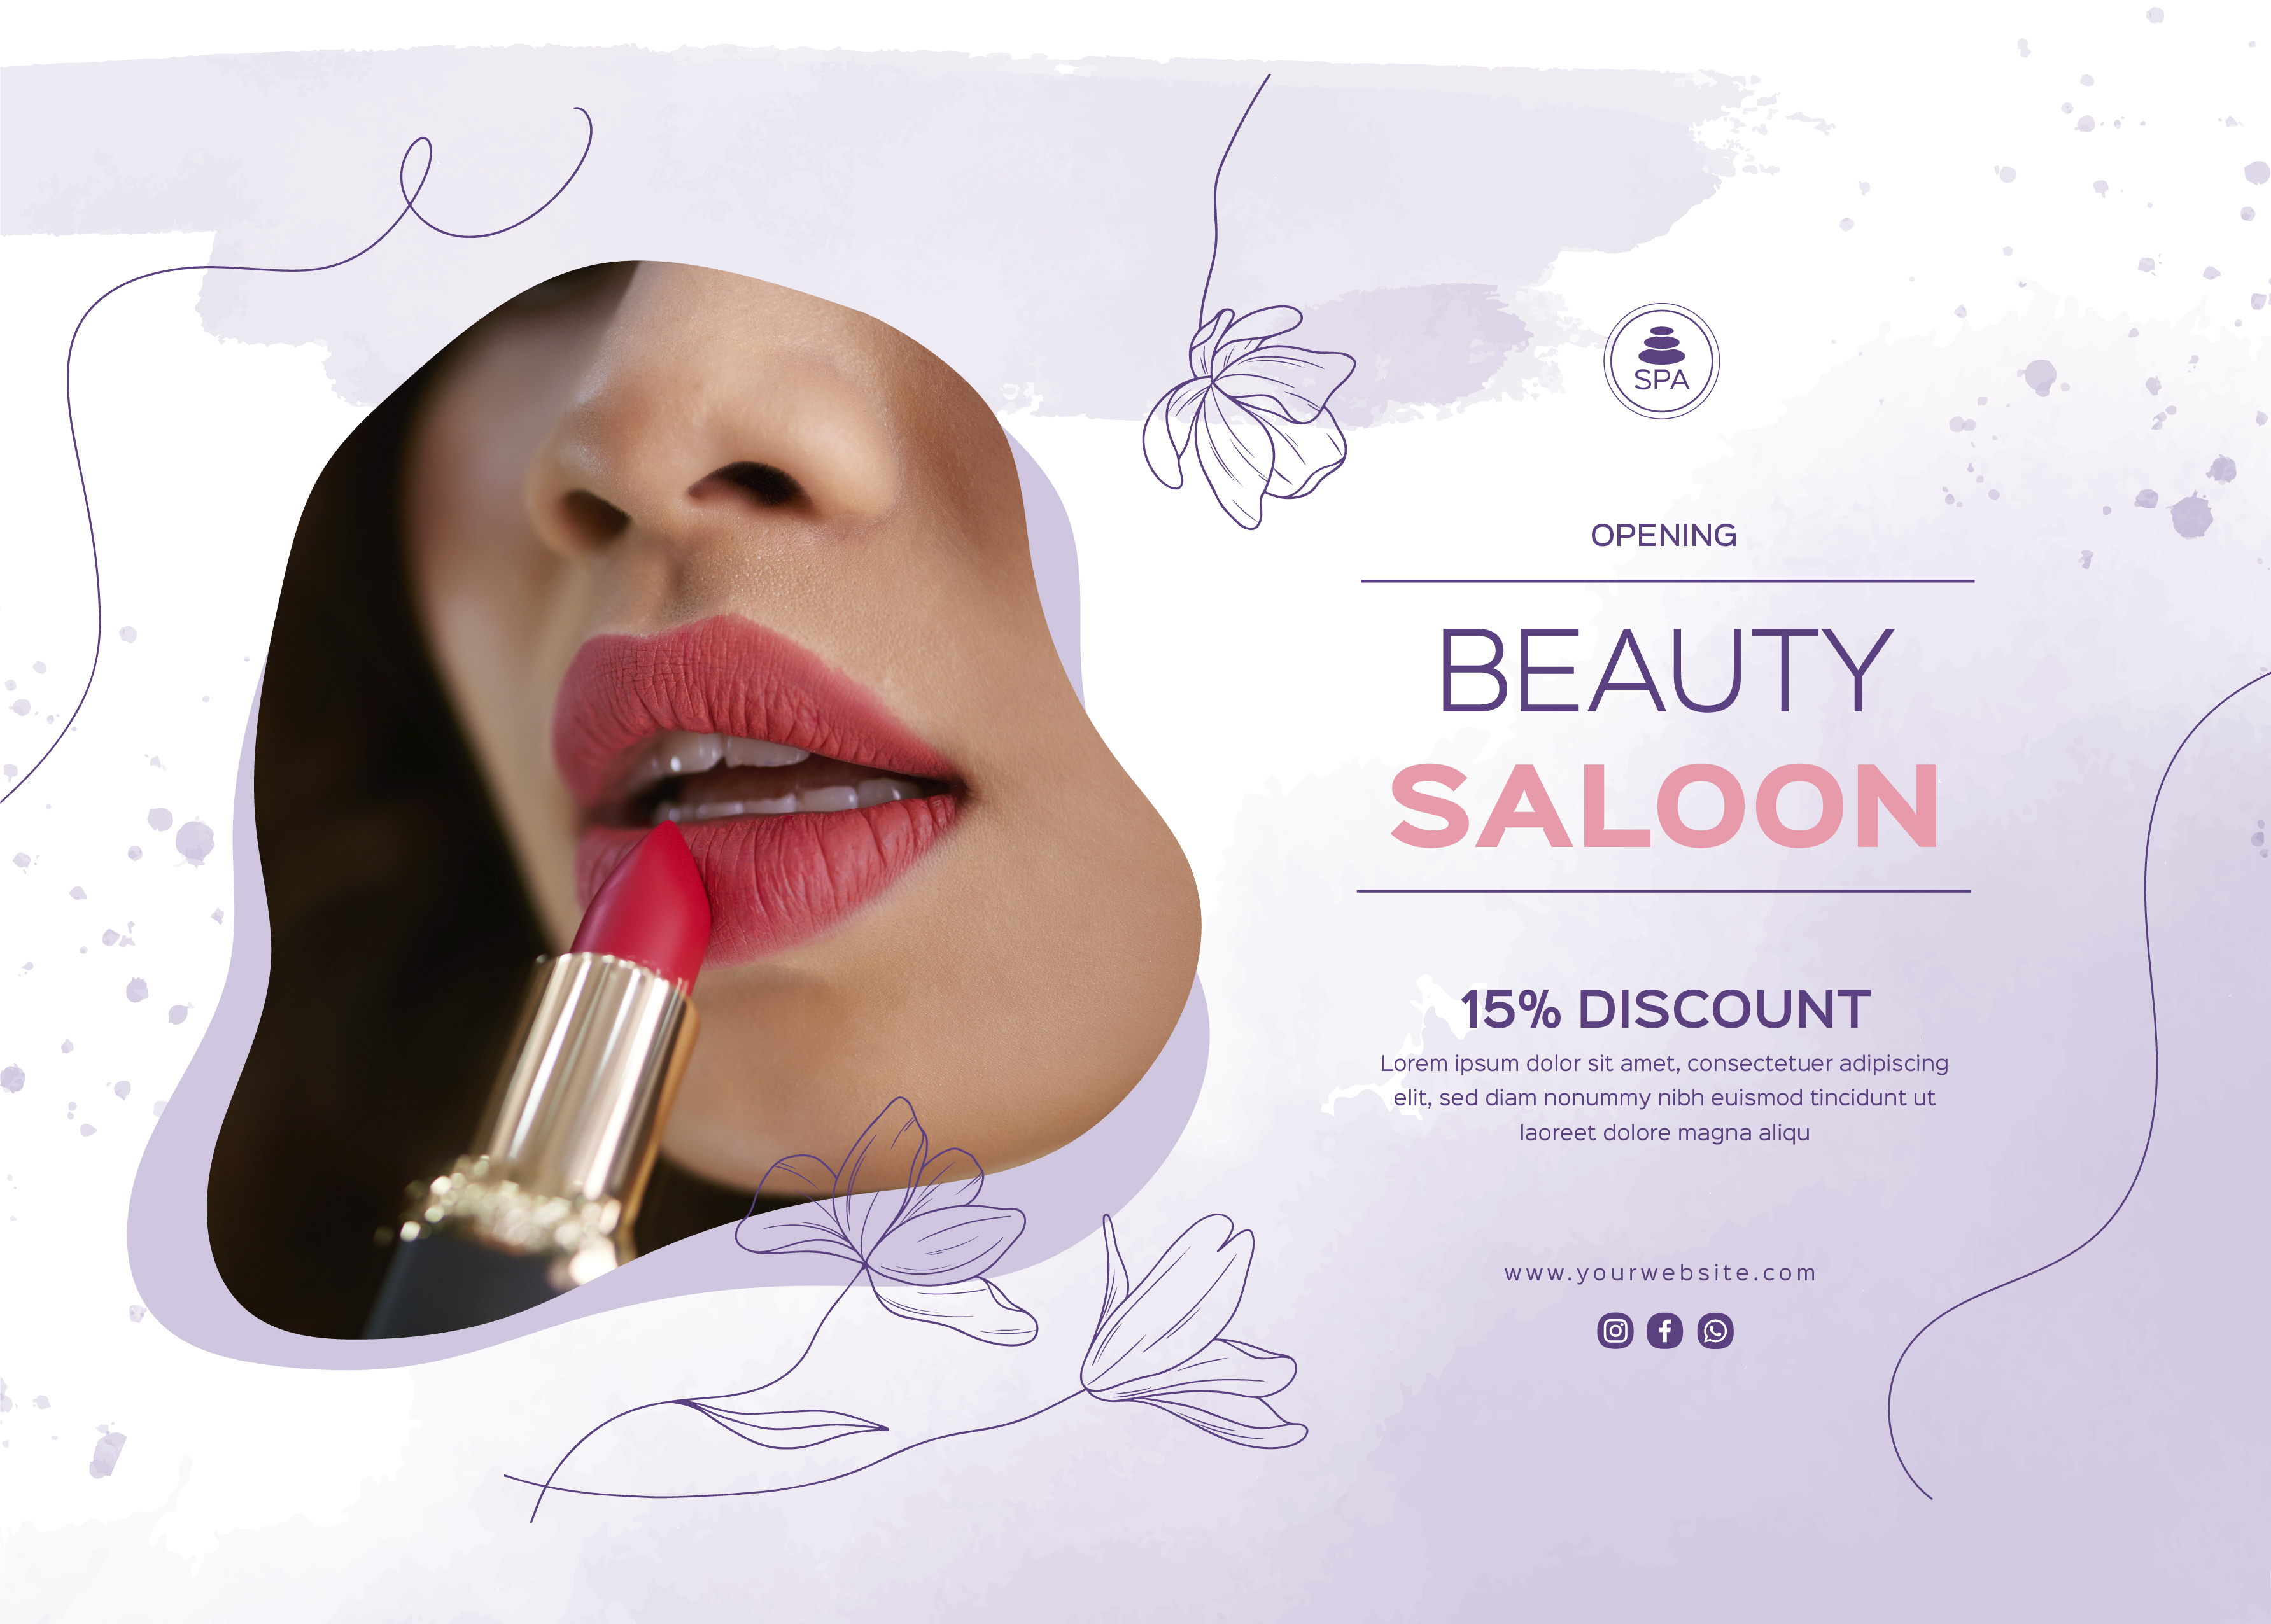 SPA
OPENING
BEAUTY
SALOON
15% DISCOUNT
Lorem ipsum dolor sit amet, consectetuer adipiscing
elit, sed diam nonummy nibh euismod tincidunt ut
laoreet dolore magna aliqu
www.yourwebsite.com